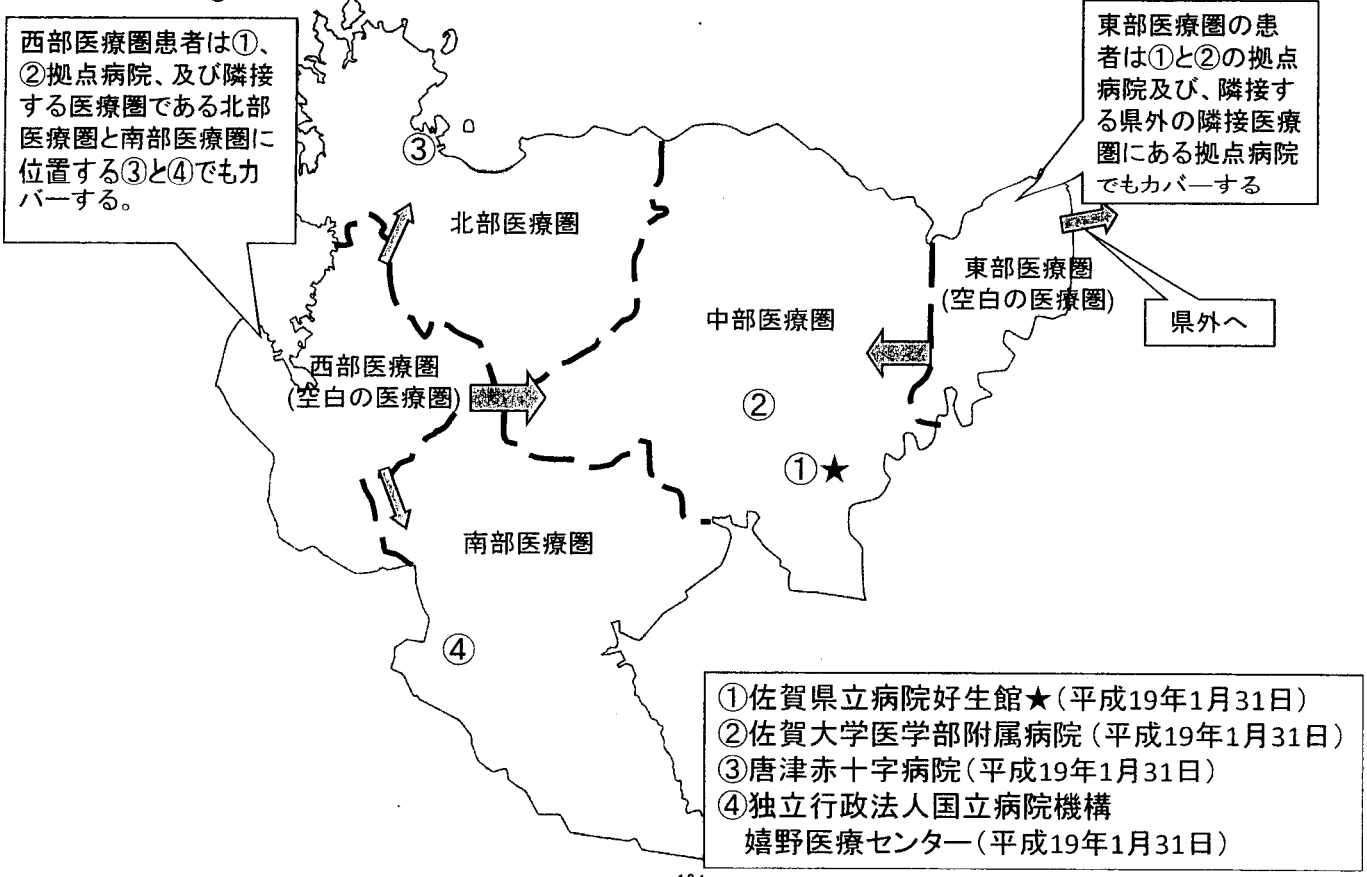 西部医療圏患者は①、
②拠点病院、及び隣接
する医療圏である北部
医療圏と南部医療圏に
位置する③と④でもカ
バーする。
東部医療圏の患
者は①と②の拠点
病院及び、隣接す
る県外の隣接医療
圏にある拠点病院
でもカバーする
③
北部医療圏
東部医療圏
(空白の医療圏)
県外へ
中部医療圏
西部医療圏
(空白の医療圏)
②
①★
南部医療圏
④
①佐賀県立病院好生館★(平成19年1月31日)
②佐賀大学医学部附属病院(平成19年1月31日)
③唐津赤十字病院(平成19年1月31日)
④独立行政法人国立病院機構
嬉野医療センター(平成19年1月31日)